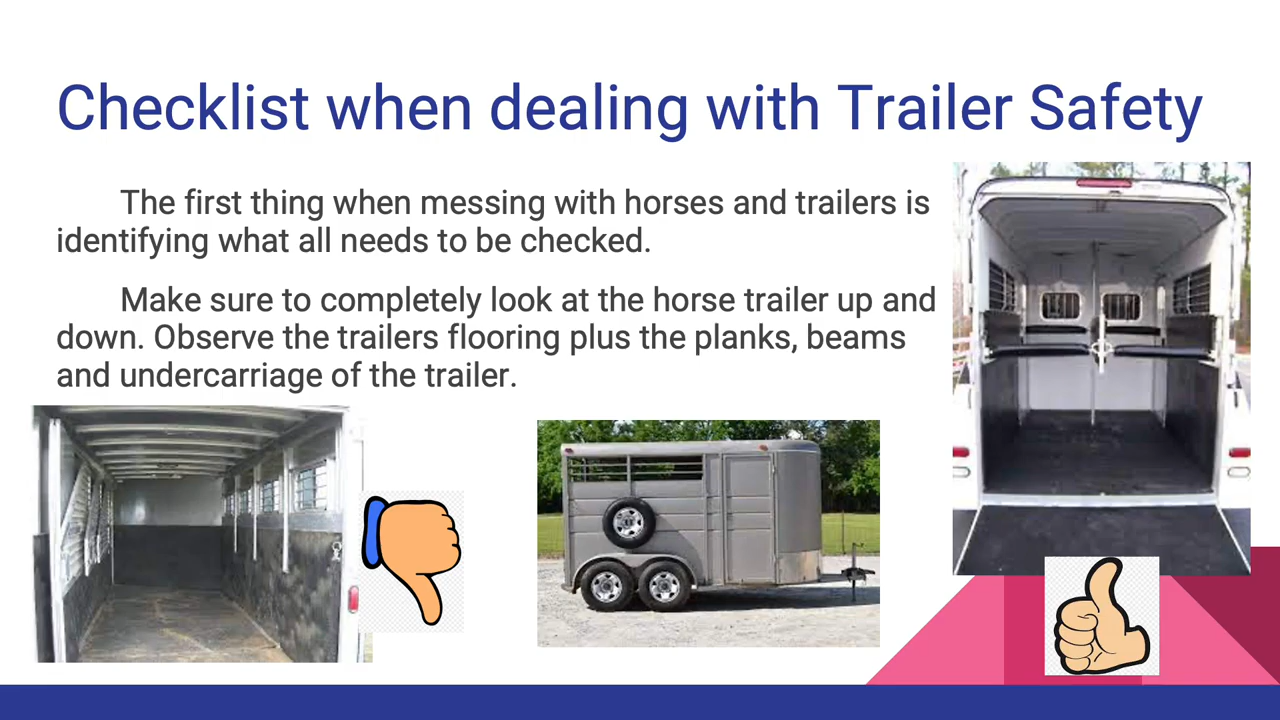 Checklist when dealing with Trailer Safety
The first thing when messing with horses and trailers is
identifying what all needs to be checked.
Make sure to completely look at the horse trailer up and
down. Observe the trailers flooring plus the planks, beams
and undercarriage of the trailer.